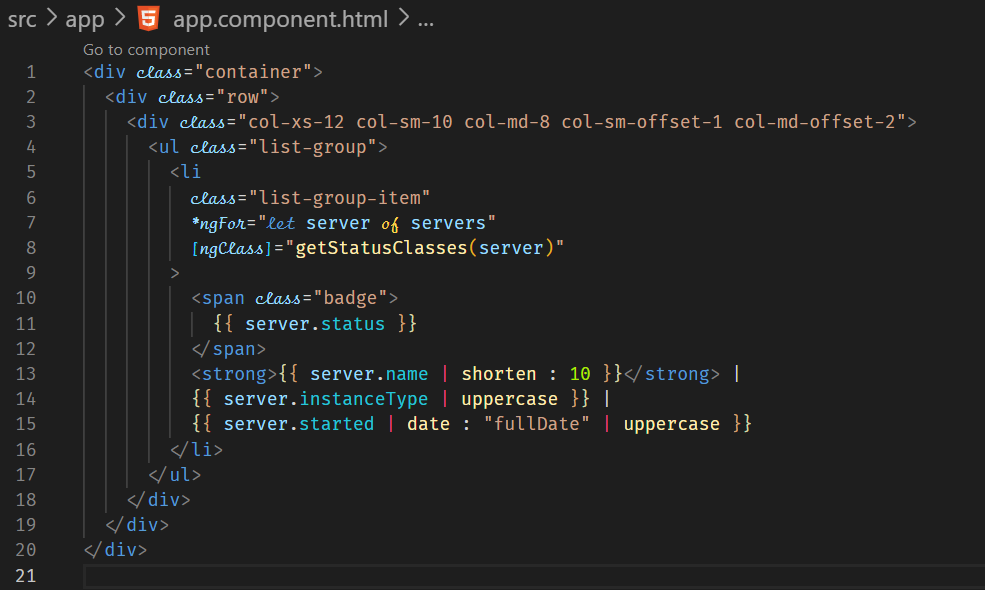 src > app > app.component.html > ...
Go to component
1 <div class="container">
2   <div class="row">
3     <div class="col-xs-12 col-sm-10 col-md-8 col-sm-offset-1 col-md-offset-2">
4       <ul class="list-group">
5         <li
6           class="list-group-item"
7           *ngFor="let server of servers"
8           [ngClass]="getStatusClasses(server)"
9         >
10           <span class="badge">
11             {{ server.status }}
12           </span>
13           <strong>{{ server.name | shorten : 10 }}</strong> |
14           {{ server.instanceType | uppercase }} |
15           {{ server.started | date : "fullDate" | uppercase }}
16         </li>
17       </ul>
18     </div>
19   </div>
20 </div>
21